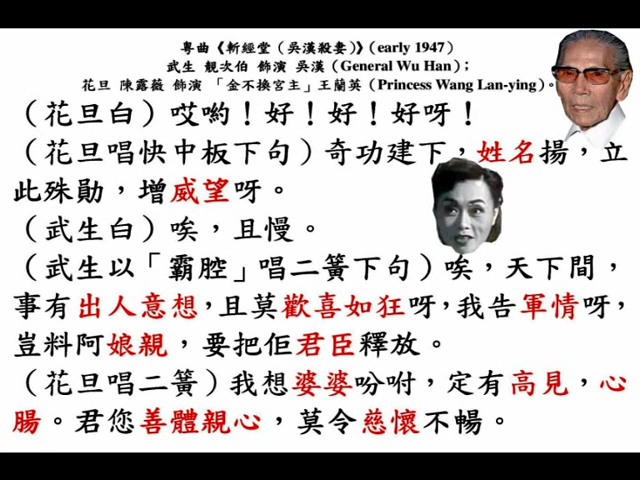 粵曲《斬經堂（吳漢殺妻）》（early 1947）
武生 靚次伯 飾演 吳漢（General Wu Han）；
花旦 陳露薇 飾演 「金不換宮主」王蘭英（Princess Wang Lan-ying）。
（花旦白）哎喲！好！好！好呀！
（花旦唱快中板下句）奇功建下，姓名揚，立
此殊勛，增威望呀。
（武生白）唉，且慢。
（武生以「霸腔」唱二簧下句）唉，天下間，
事有出人意想，且莫歡喜如狂呀，我告軍情呀，
豈料阿娘親，要把佢君臣釋放。
（花旦唱二簧）我想婆婆吩咐，定有高見，心
腸。君您善體親心，莫令慈懷不暢。